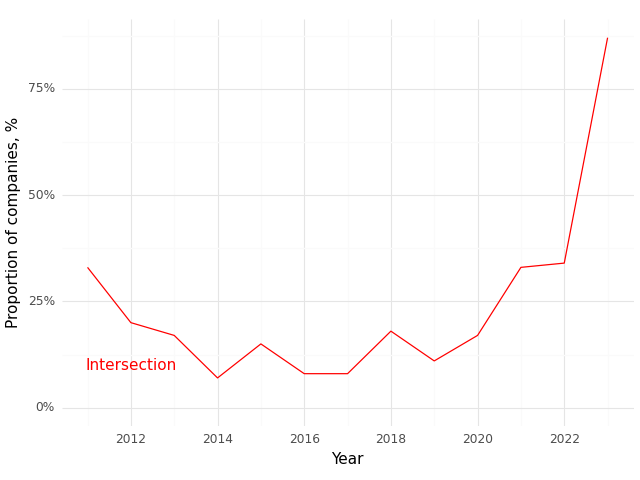 75%
50%
25%
0%
Proportion of companies, %
Intersection
2012 2014 2016 2018 2020 2022
Year